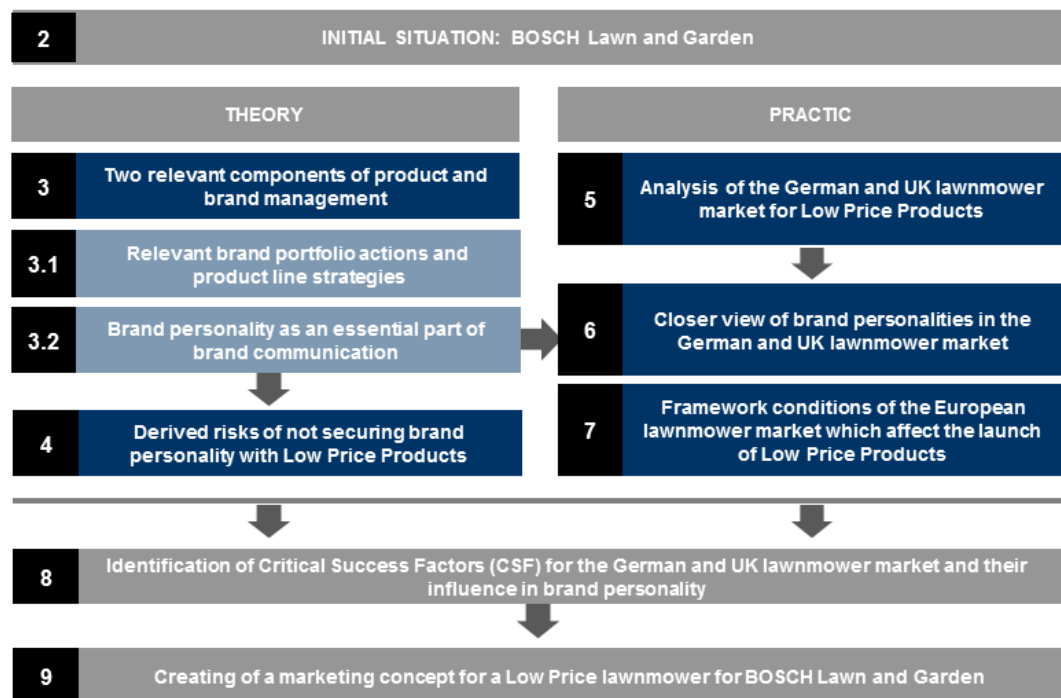 2
INITIAL SITUATION: BOSCH Lawn and Garden
THEORY
3
Two relevant components of product and
brand management
3.1
Relevant brand portfolio actions and
product line strategies
3.2
Brand personality as an essential part of
brand communication
4
Derived risks of not securing brand
personality with Low Price Products
PRACTIC
5
Analysis of the German and UK lawnmower
market for Low Price Products
6
Closer view of brand personalities in the
German and UK lawnmower market
7
Framework conditions of the European
lawnmower market which affect the launch
of Low Price Products
8
Identification of Critical Success Factors (CSF) for the German and UK lawnmower market and their
influence in brand personality
9
Creating of a marketing concept for a Low Price lawnmower for BOSCH Lawn and Garden